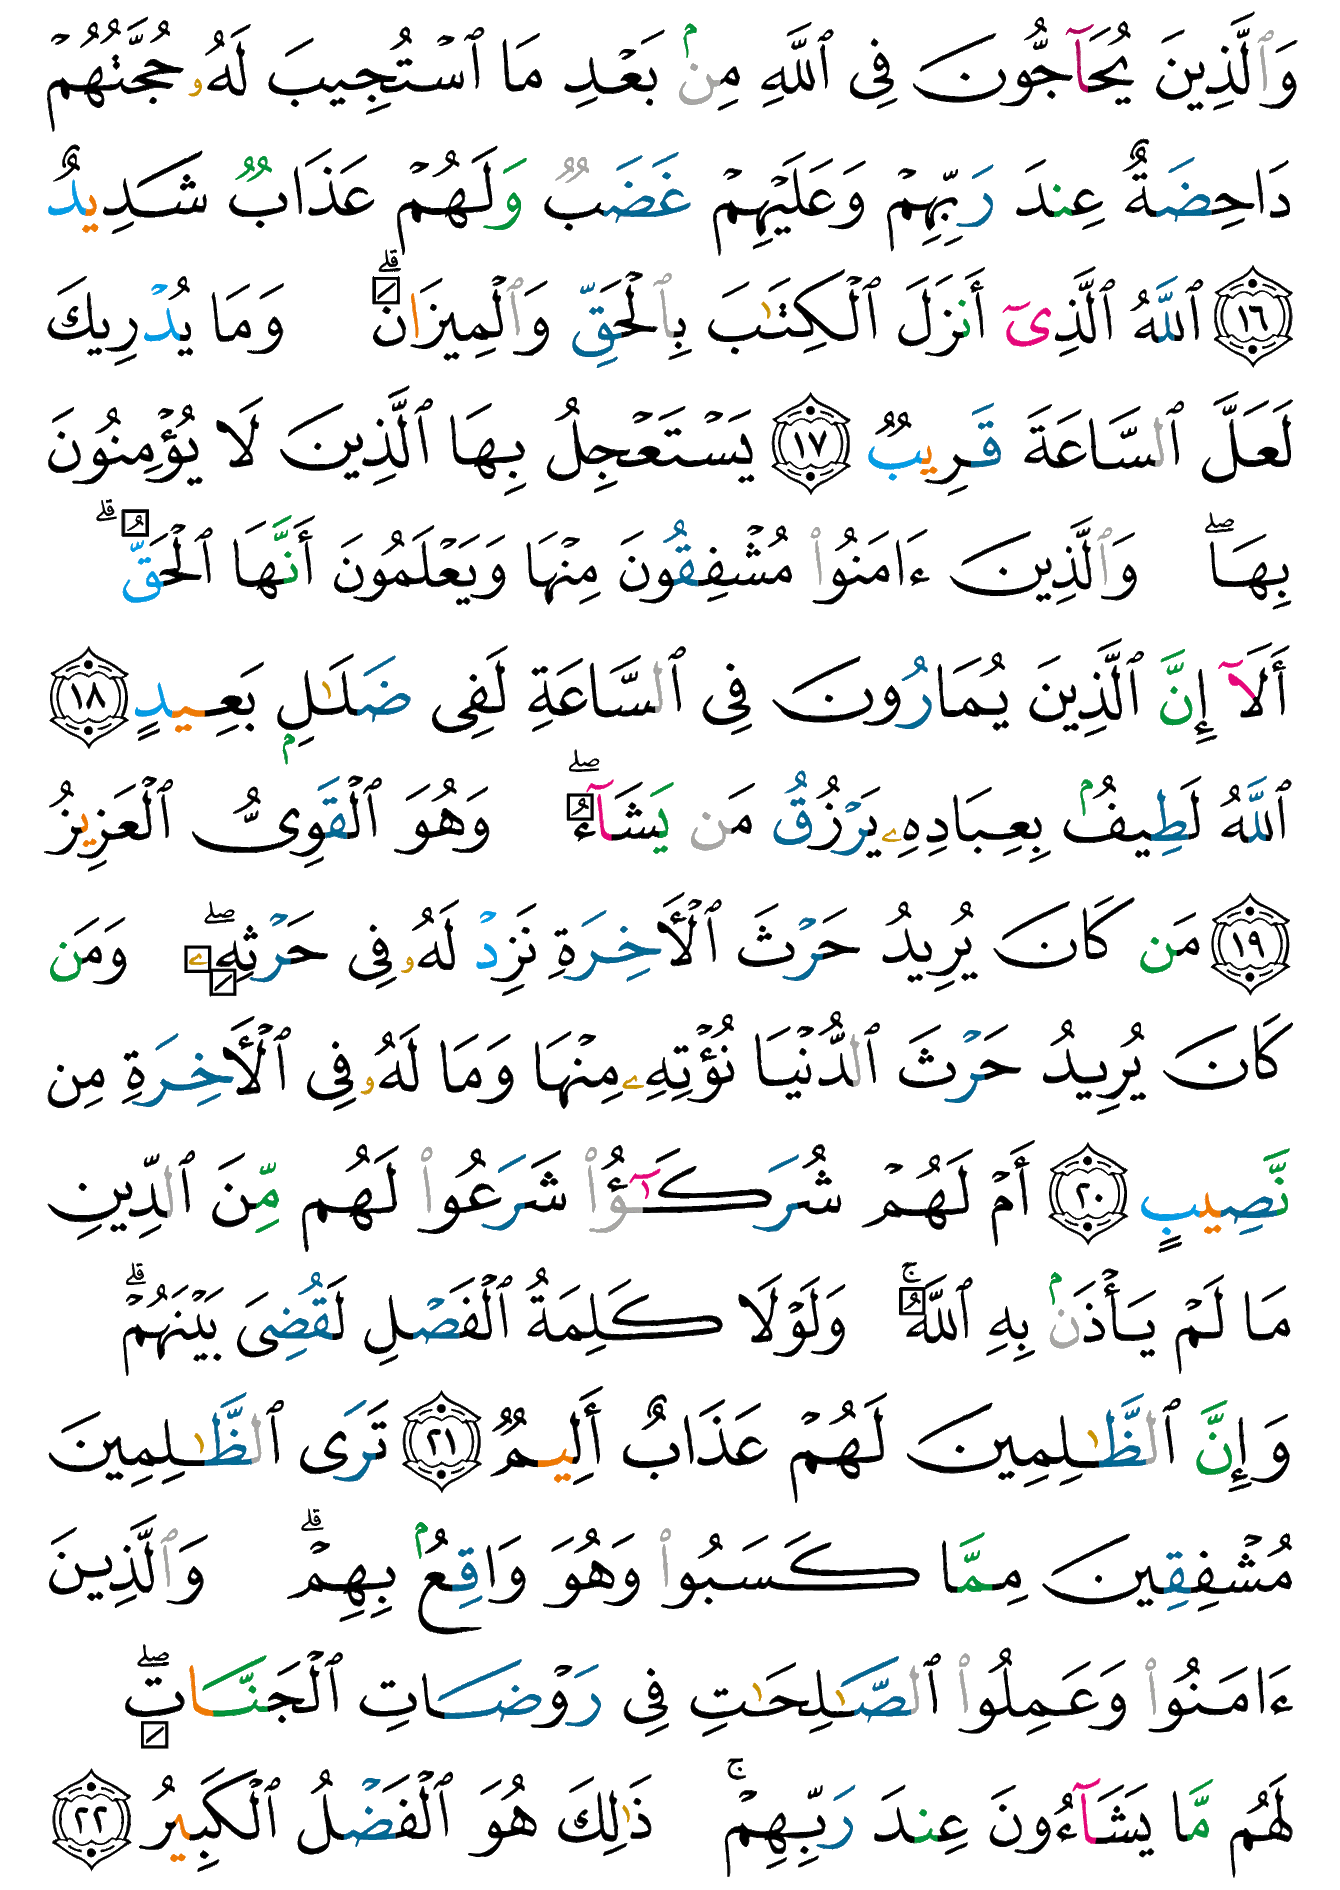 وَٱلَّذِينَ يُحَآجُّونَ فِى ٱللَّهِ مِنۢ بَعْدِ مَا ٱسْتُجِيبَ لَهُۥ حُجَّتُهُمْ
دَاحِضَةٌ عِندَ رَبِّهِمْ وَعَلَيْهِمْ غَضَبٌ وَلَهُمْ عَذَابٌ شَدِيدٌ
١٦ ٱللَّهُ ٱلَّذِىٓ أَنزَلَ ٱلْكِتَٰبَ بِٱلْحَقِّ وَٱلْمِيزَانَ ۗ وَمَا يُدْرِيكَ
لَعَلَّ ٱلسَّاعَةَ قَرِيبٌ ١٧ يَسْتَعْجِلُ بِهَا ٱلَّذِينَ لَا يُؤْمِنُونَ
بِهَا ۖ وَٱلَّذِينَ ءَامَنُوا۟ مُشْفِقُونَ مِنْهَا وَيَعْلَمُونَ أَنَّهَا ٱلْحَقُّ ۗ
أَلَآ إِنَّ ٱلَّذِينَ يُمَارُونَ فِى ٱلسَّاعَةِ لَفِى ضَلَٰلٍۭ بَعِيدٍ ١٨
ٱللَّهُ لَطِيفٌۢ بِعِبَادِهِۦ يَرْزُقُ مَن يَشَآءُ ۖ وَهُوَ ٱلْقَوِىُّ ٱلْعَزِيزُ
١٩ مَن كَانَ يُرِيدُ حَرْثَ ٱلْأَخِرَةِ نَزِدْ لَهُۥ فِى حَرْثِهِۦ ۖ وَمَن
كَانَ يُرِيدُ حَرْثَ ٱلدُّنْيَا نُؤْتِهِۦ مِنْهَا وَمَا لَهُۥ فِى ٱلْأَخِرَةِ مِن
نَّصِيبٍ ٢٠ أَمْ لَهُمْ شُرَكَٰٓؤُا۟ شَرَعُوا۟ لَهُم مِّنَ ٱلدِّينِ
مَا لَمْ يَأْذَنۢ بِهِ ٱللَّهُ ۚ وَلَوْلَا كَلِمَةُ ٱلْفَصْلِ لَقُضِىَ بَيْنَهُمْ ۗ
وَإِنَّ ٱلظَّٰلِمِينَ لَهُمْ عَذَابٌ أَلِيمٌ ٢١ تَرَى ٱلظَّٰلِمِينَ
مُشْفِقِينَ مِمَّا كَسَبُوا۟ وَهُوَ وَاقِعٌۢ بِهِمْ ۗ وَٱلَّذِينَ
ءَامَنُوا۟ وَعَمِلُوا۟ ٱلصَّٰلِحَٰتِ فِى رَوْضَاتِ ٱلْجَنَّاتِ ۖ
لَهُم مَّا يَشَآءُونَ عِندَ رَبِّهِمْ ۚ ذَٰلِكَ هُوَ ٱلْفَضْلُ ٱلْكَبِيرُ ٢٢